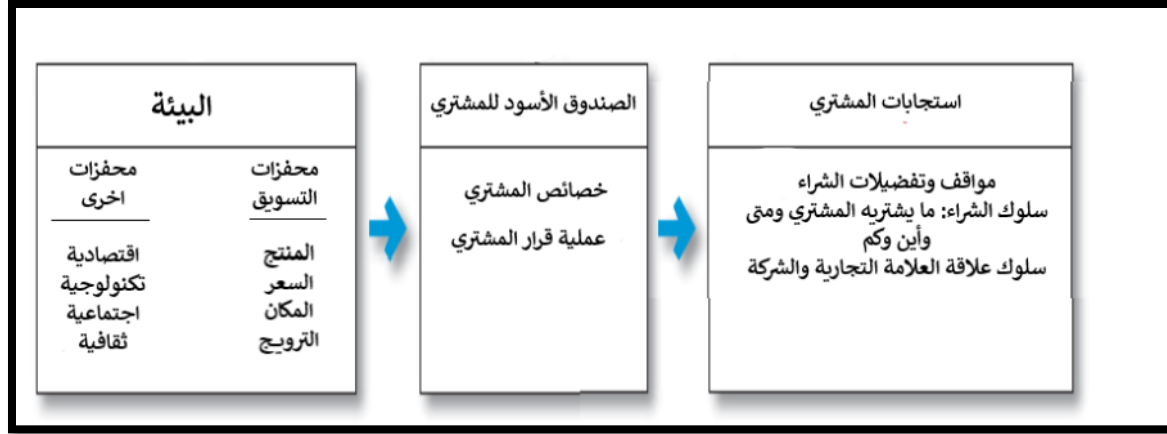 البيئة
محفزات التسويق
المنتج
السعر
المكان
الترويج
محفزات اخرى
اقتصادية
تكنولوجية
اجتماعية
ثقافية
الصندوق الأسود للمشتري
خصائص المشتري
عملية قرار المشتري
استجابات المشتري
مواقف وتفضيلات الشراء
سلوك الشراء: ما يشتريه المشتري ومتى
وأين وكم
سلوك علاقة العلامة التجارية والشركة